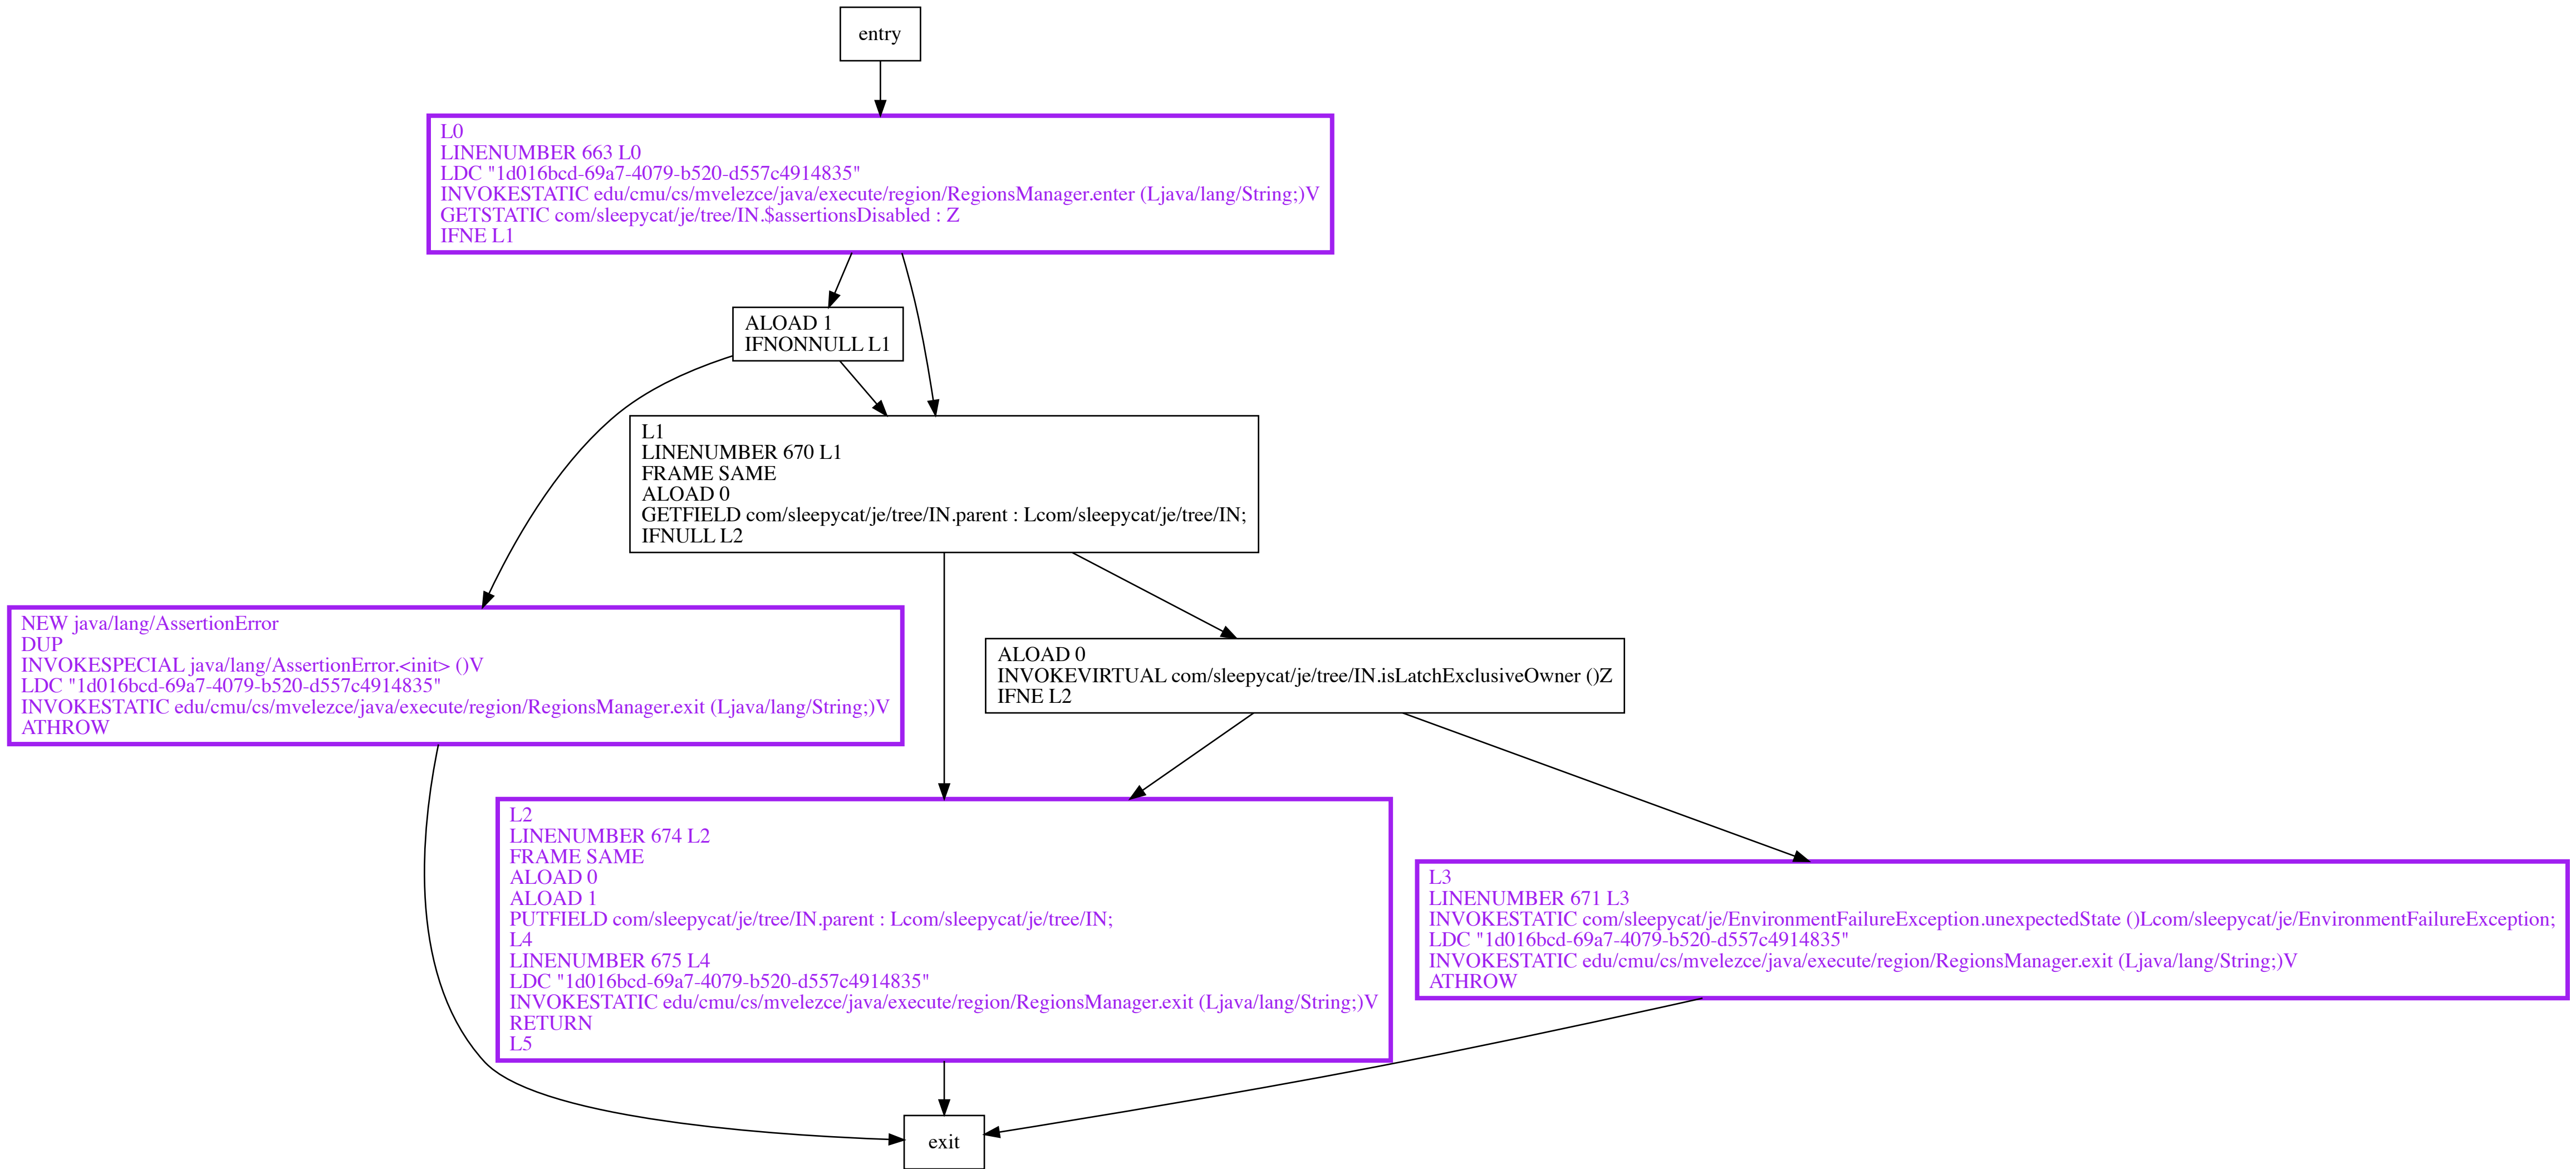 entry
L0
LINENUMBER 663 L0
LDC "1d016bcd-69a7-4079-b520-d557c4914835"
INVOKESTATIC edu/cmu/cs/mvelezce/java/execute/region/RegionsManager.enter (Ljava/lang/String;)V
GETSTATIC com/sleepycat/je/tree/IN.$assertionsDisabled : Z
IFNE L1
ALOAD 1
IFNONNULL L1
L1
LINENUMBER 670 L1
FRAME SAME
ALOAD 0
GETFIELD com/sleepycat/je/tree/IN.parent : Lcom/sleepycat/je/tree/IN;
IFNULL L2
NEW java/lang/AssertionError
DUP
INVOKESPECIAL java/lang/AssertionError.<init> ()V
LDC "1d016bcd-69a7-4079-b520-d557c4914835"
INVOKESTATIC edu/cmu/cs/mvelezce/java/execute/region/RegionsManager.exit (Ljava/lang/String;)V
ATHROW
ALOAD 0
INVOKEVIRTUAL com/sleepycat/je/tree/IN.isLatchExclusiveOwner ()Z
IFNE L2
L2
LINENUMBER 674 L2
FRAME SAME
ALOAD 0
ALOAD 1
PUTFIELD com/sleepycat/je/tree/IN.parent : Lcom/sleepycat/je/tree/IN;
L4
LINENUMBER 675 L4
LDC "1d016bcd-69a7-4079-b520-d557c4914835"
INVOKESTATIC edu/cmu/cs/mvelezce/java/execute/region/RegionsManager.exit (Ljava/lang/String;)V
RETURN
L5
L3
LINENUMBER 671 L3
INVOKESTATIC com/sleepycat/je/EnvironmentFailureException.unexpectedState ()Lcom/sleepycat/je/EnvironmentFailureException;
LDC "1d016bcd-69a7-4079-b520-d557c4914835"
INVOKESTATIC edu/cmu/cs/mvelezce/java/execute/region/RegionsManager.exit (Ljava/lang/String;)V
ATHROW
exit